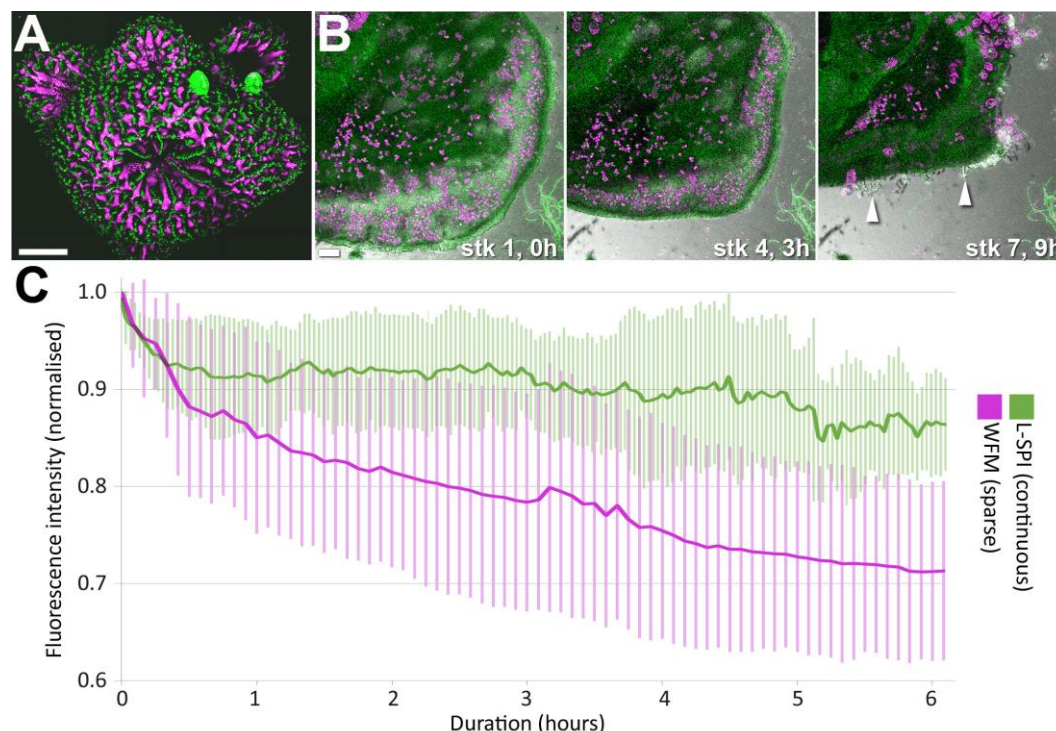 A
B
stk 1, 0h
stk 4, 3h
stk 7, 9h
C
Fluorescence intensity (normalised)
1.0
0.9
0.8
0.7
0.6
0
1
2
3
4
5
6
Duration (hours)
L-SPI (continuous)
WFM (sparse)